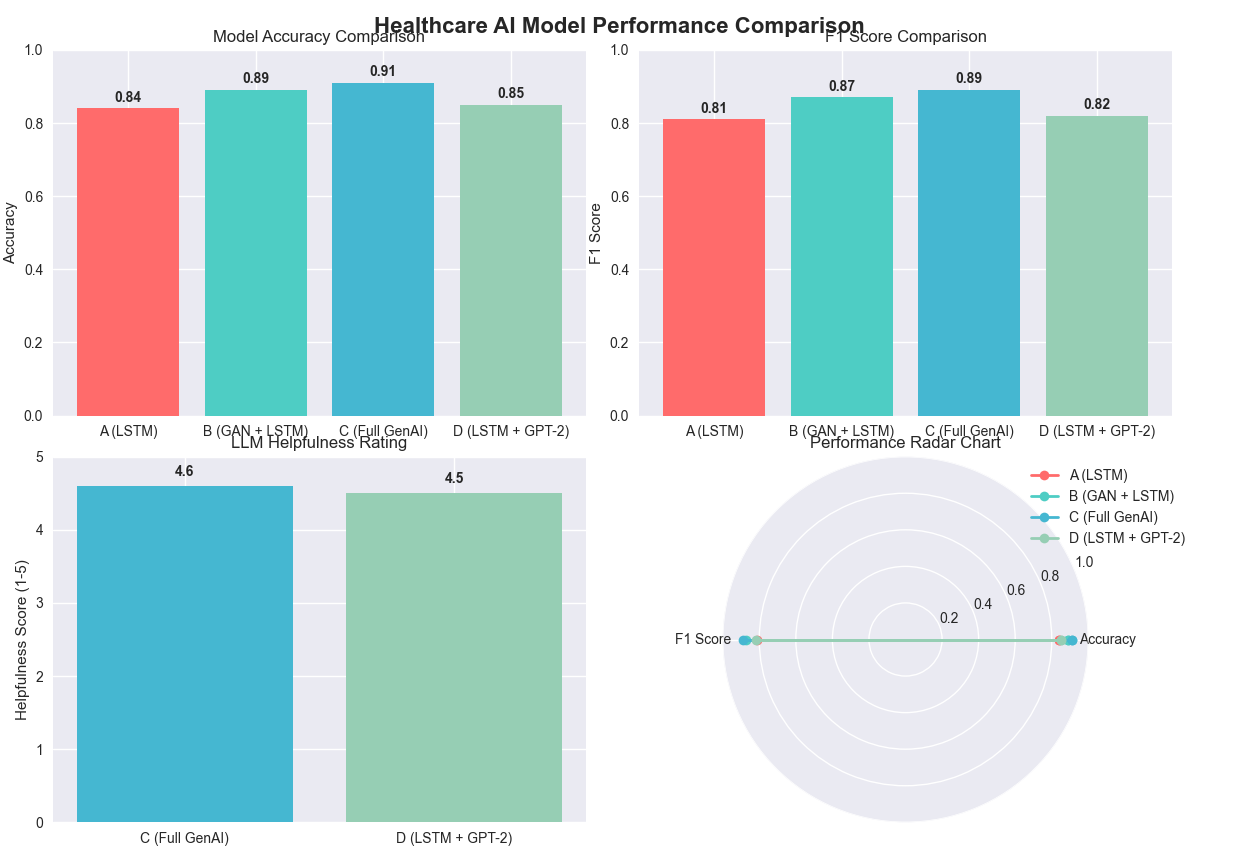 Healthcare AI Model Performance Comparison
Model Accuracy Comparison
1.0
0.8
0.6
0.4
0.2
0.0
Accuracy
0.84
0.89
0.91
0.85
A (LSTM)
B (GAN + LSTM)
C (Full GenAI)
D (LSTM + GPT-2)
F1 Score Comparison
1.0
0.8
0.6
0.4
0.2
0.0
F1 Score
0.81
0.87
0.89
0.82
A (LSTM)
B (GAN + LSTM)
C (Full GenAI)
D (LSTM + GPT-2)
LLM Helpfulness Rating
5
4
3
2
1
0
Helpfulness Score (1-5)
4.6
4.5
C (Full GenAI)
D (LSTM + GPT-2)
Performance Radar Chart
A (LSTM)
B (GAN + LSTM)
C (Full GenAI)
D (LSTM + GPT-2)
1.0
0.8
0.6
0.4
0.2
F1 Score
Accuracy